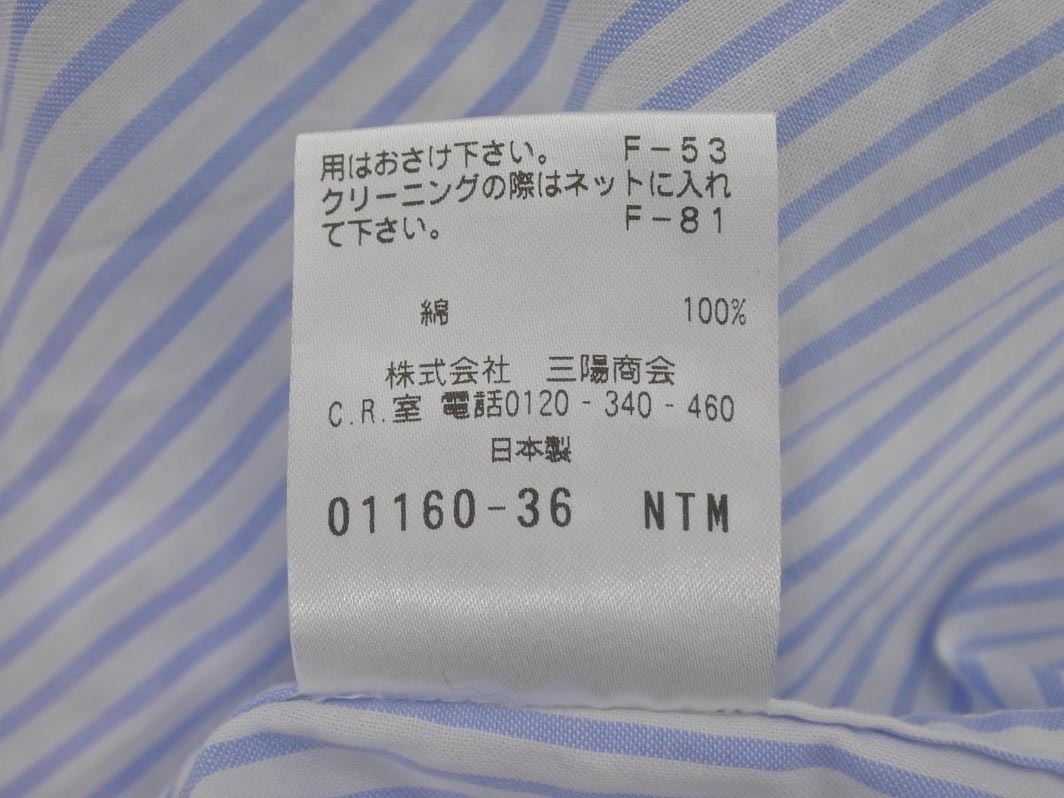 用はおさけ下さい。 F-53
クリーニングの際はネットに入れ
て下さい。 F-81
綿 100%
株式会社 三陽商会
C.R.室 電話0120-340-460
日本製
01160-36 NTM